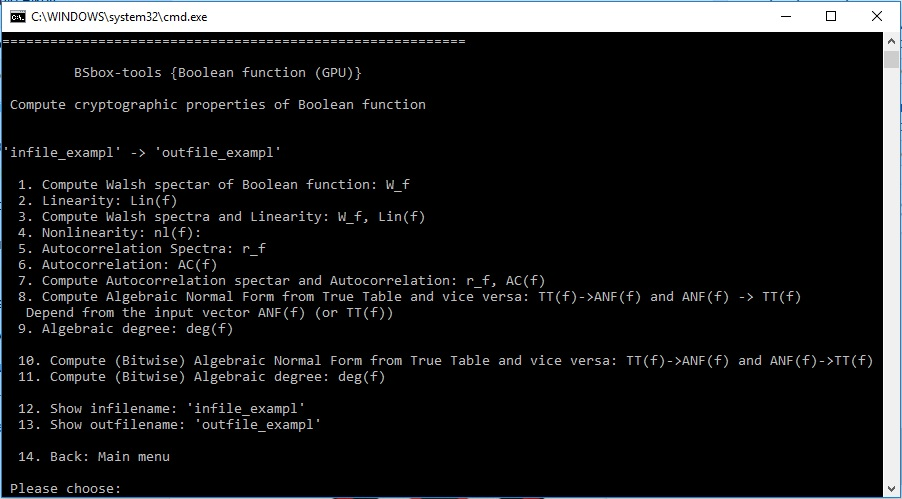 C:\WINDOWS\system32\cmd.exe
==========================================================
BSbox-tools {Boolean function (GPU)}
Compute cryptographic properties of Boolean function
'infile_exampl' -> 'outfile_exampl'
1. Compute Walsh spectar of Boolean function: W_f
2. Linearity: Lin(f)
3. Compute Walsh spectra and Linearity: W_f, Lin(f)
4. Nonlinearity: nl(f):
5. Autocorrelation Spectra: r_f
6. Autocorrelation: AC(f)
7. Compute Autocorrelation spectar and Autocorrelation: r_f, AC(f)
8. Compute Algebraic Normal Form from True Table and vice versa: TT(f)->ANF(f) and ANF(f) -> TT(f)
Depend from the input vector ANF(f) (or TT(f))
9. Algebraic degree: deg(f)
10. Compute (Bitwise) Algebraic Normal Form from True Table and vice versa: TT(f)->ANF(f) and ANF(f)->TT(f)
11. Compute (Bitwise) Algebraic degree: deg(f)
12. Show infilename: 'infile_exampl'
13. Show outfilename: 'outfile_exampl'
14. Back: Main menu
Please choose: